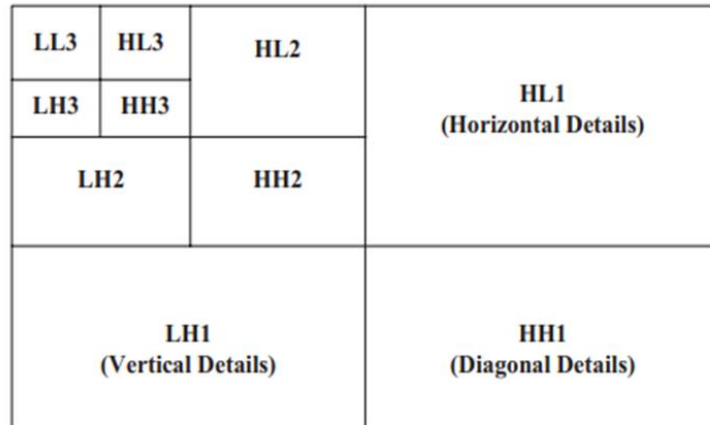 LL3
HL3
HL2
HL1
(Horizontal Details)
LH3
HH3
LH2
HH2
LH1
(Vertical Details)
HH1
(Diagonal Details)